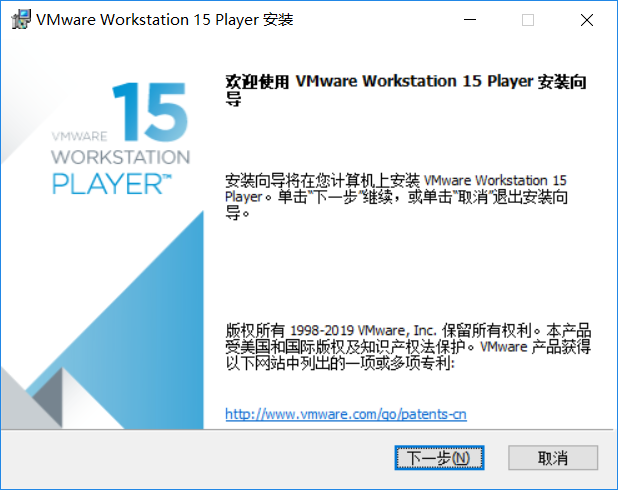 VMware Workstation 15 Player 安装
15
VMWARE
WORKSTATION
PLAYER™
欢迎使用 VMware Workstation 15 Player 安装向
导
安装向导将在您计算机上安装 VMware Workstation 15
Player。单击“下一步”继续，或单击“取消”退出安装向
导。
版权所有 1998-2019 VMware, Inc. 保留所有权利。本产品
受美国和国际版权及知识产权法保护。VMware 产品获得
以下网站中列出的一项或多项专利:
http://www.vmware.com/go/patents-cn
下一步(N)
取消